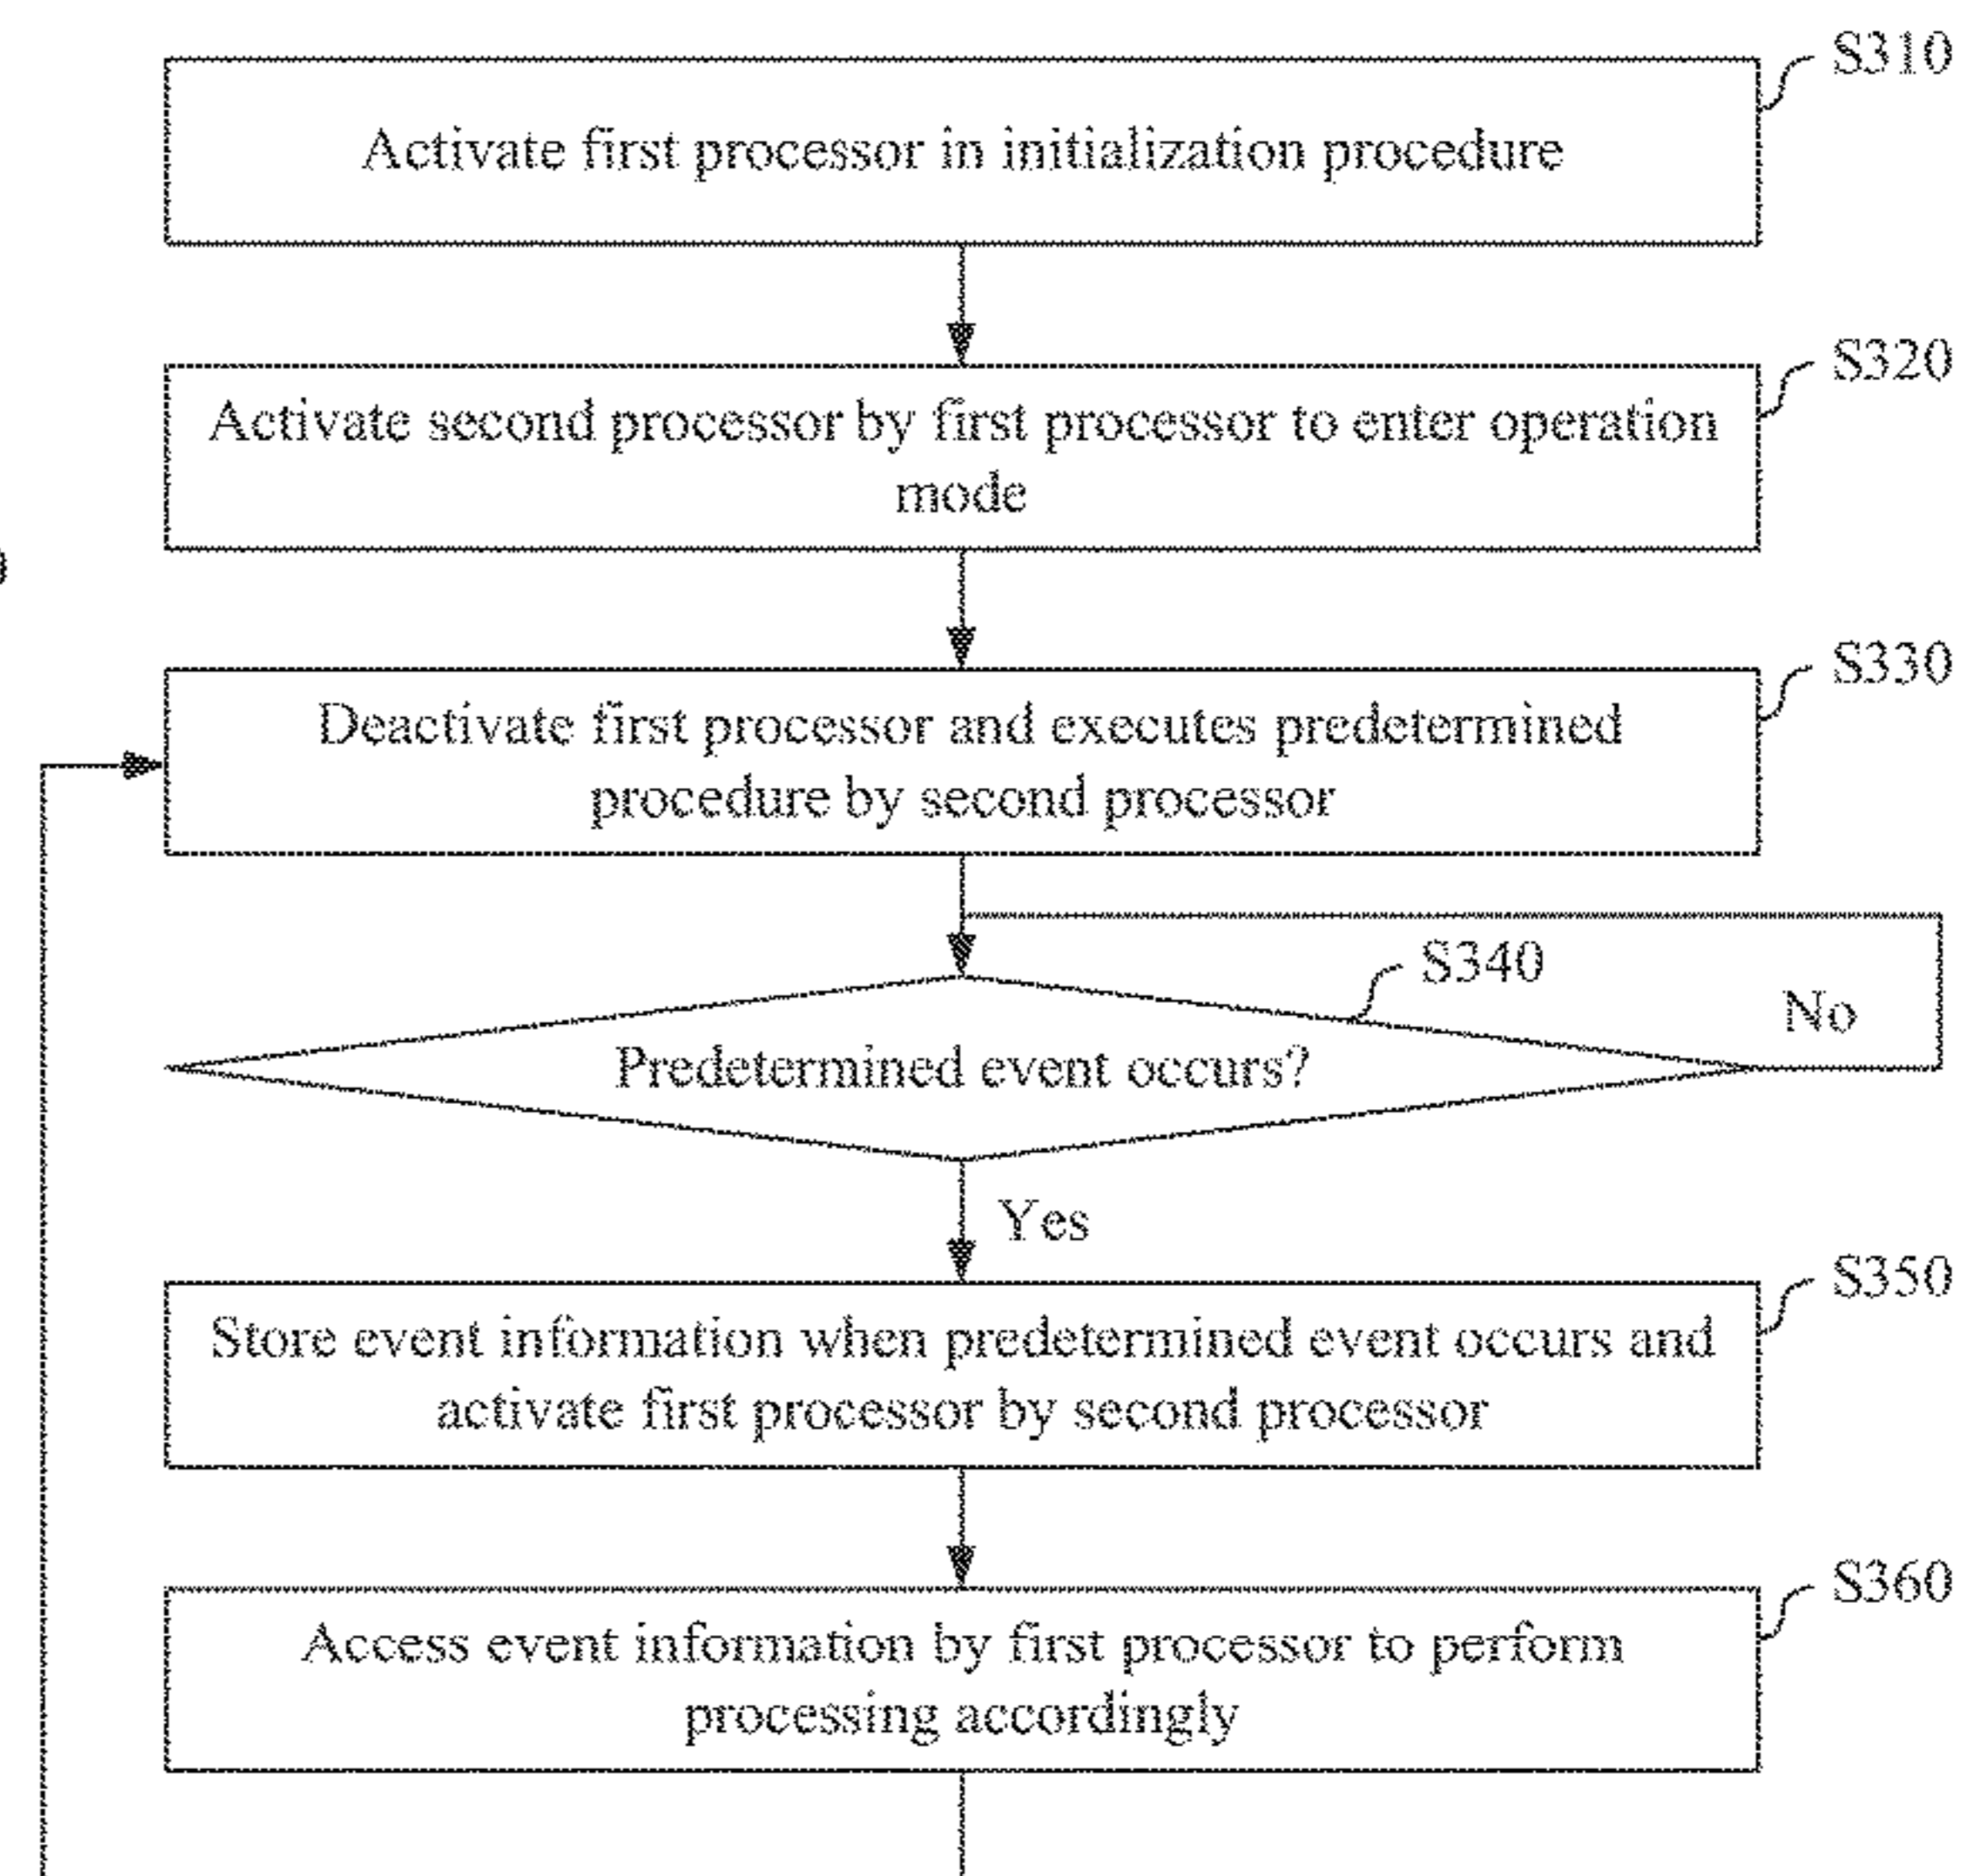 S310
Activate first processor in initialization procedure
S320
Activate second processor by first processor to enter operation
mode
S330
Deactivate first processor and executes predetermined
procedure by second processor
S340
No
Predetermined event occurs?
Yes
S350
Store event information when predetermined event occurs and
activate first processor by second processor
S360
Access event information by first processor to perform
processing accordingly